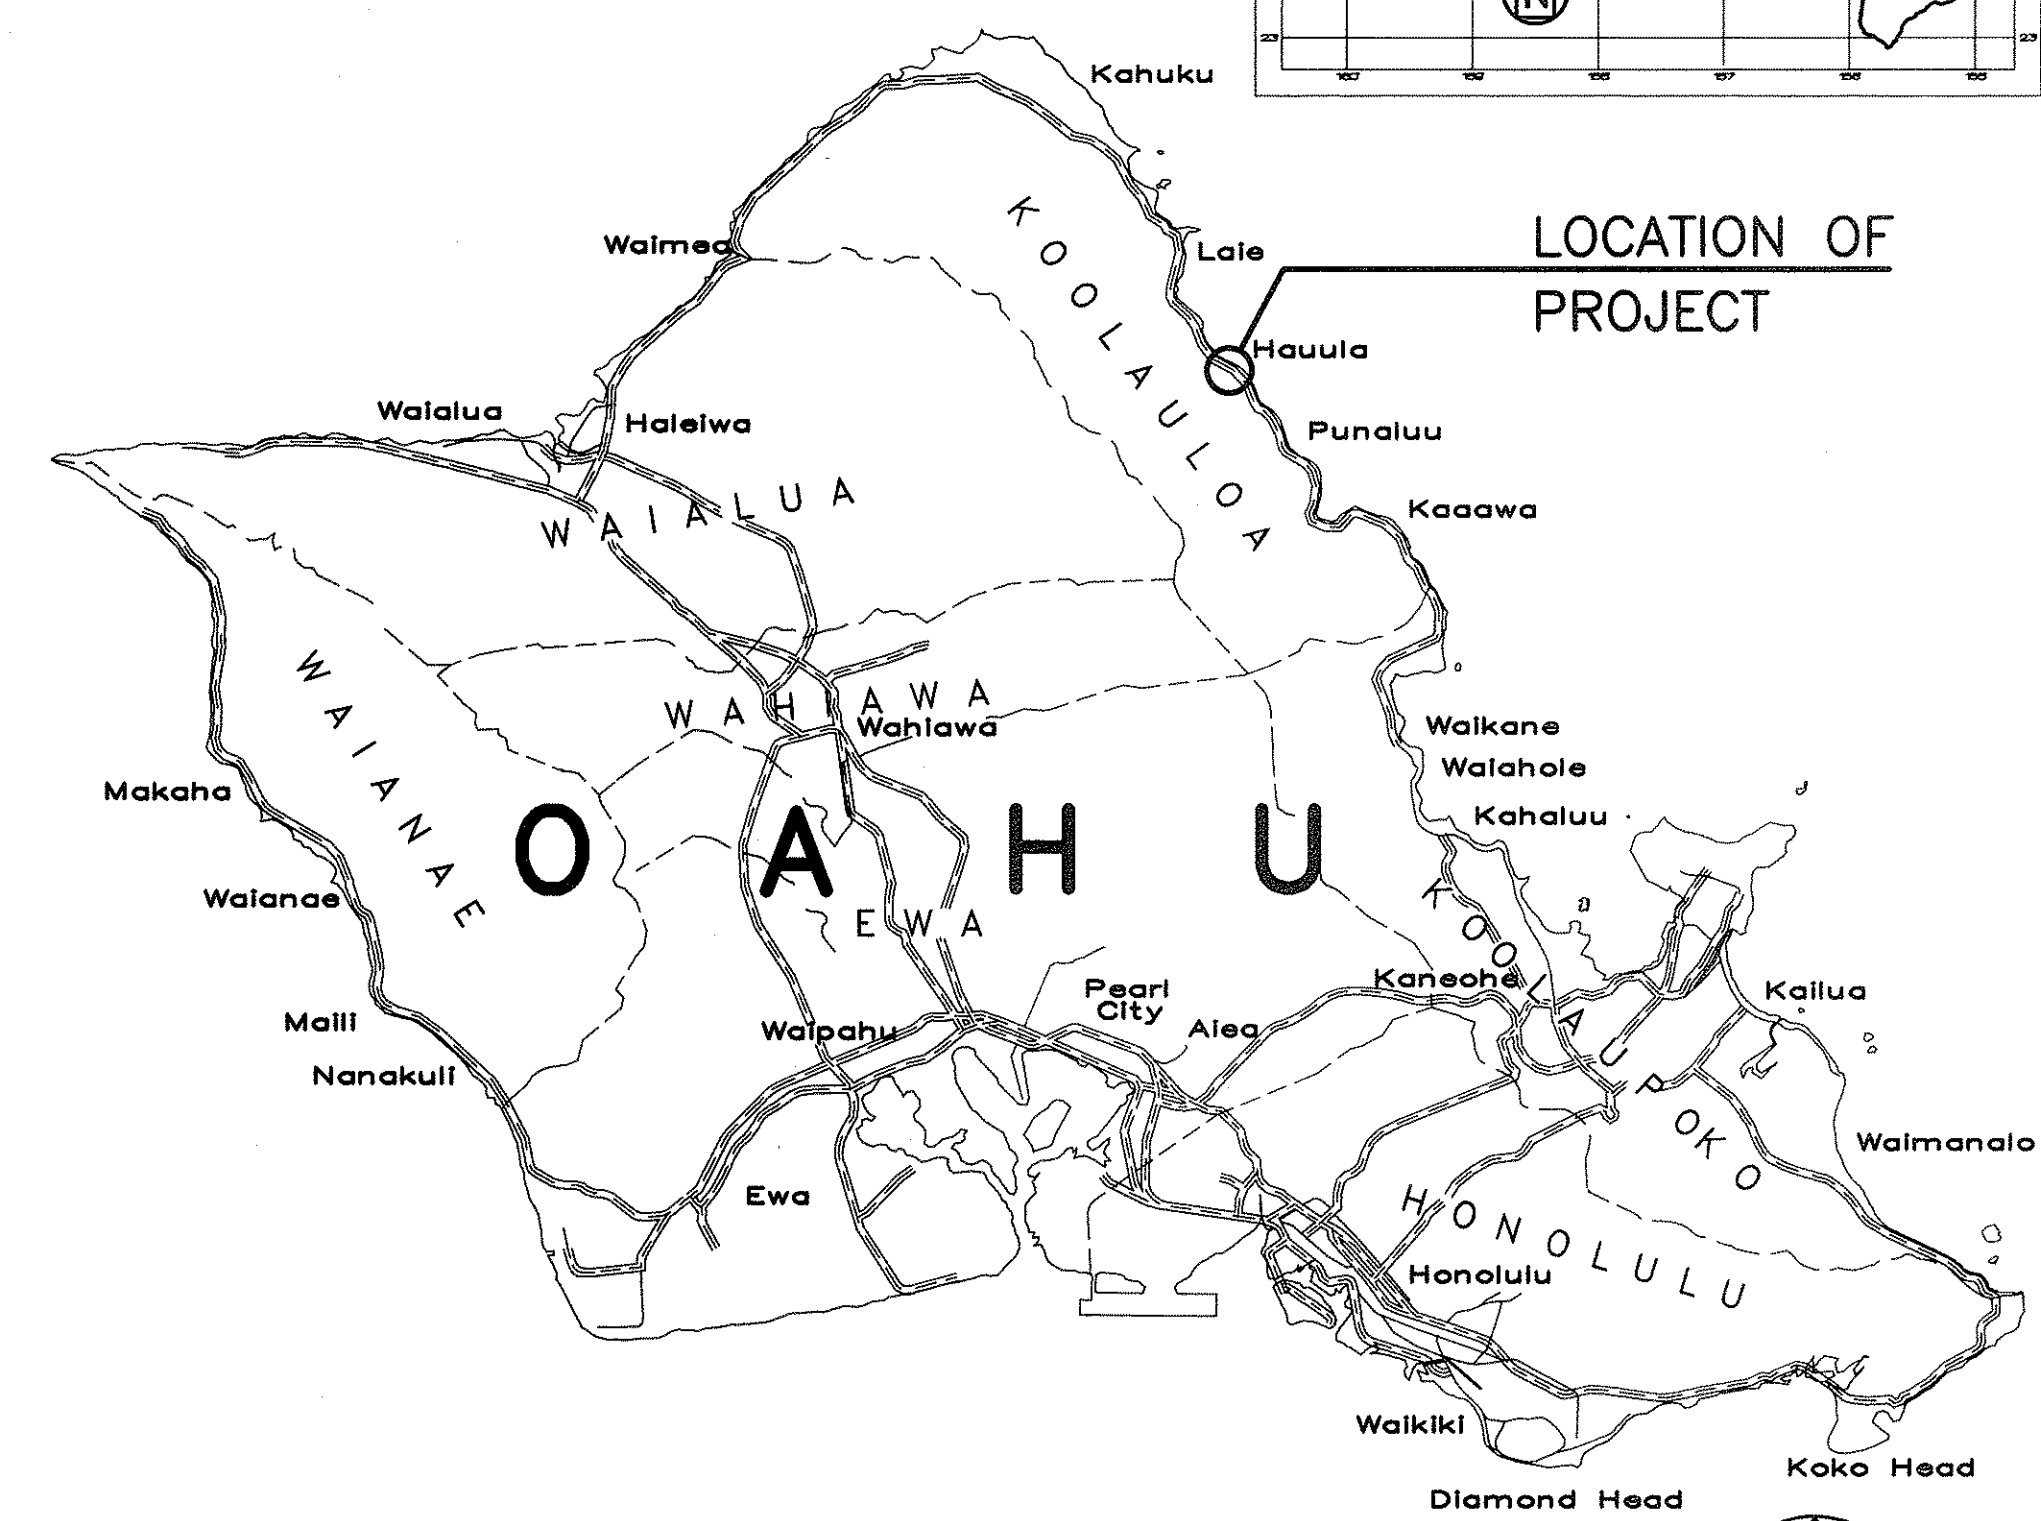 23 23
Kahuku
LOCATION OF
PROJECT
KOOLAULOA
Waimea
Laie
Hauula
Waialua
Haleiwa
Punaluu
WAIALUA
Kaaawa
WAIANAE
WAHIAWA
Wahiawa
Waikane
Waiahole
Makaha
Kahaluu
OAHU
Waianae
EWA
KOOLAUPOKO
Kaneohe
Pearl
City
Kailua
Maili
Waipahu
Aiea
Nanakuli
Waimanalo
Ewa
HONOLULU
Honolulu
Waikiki
Koko Head
Diamond Head